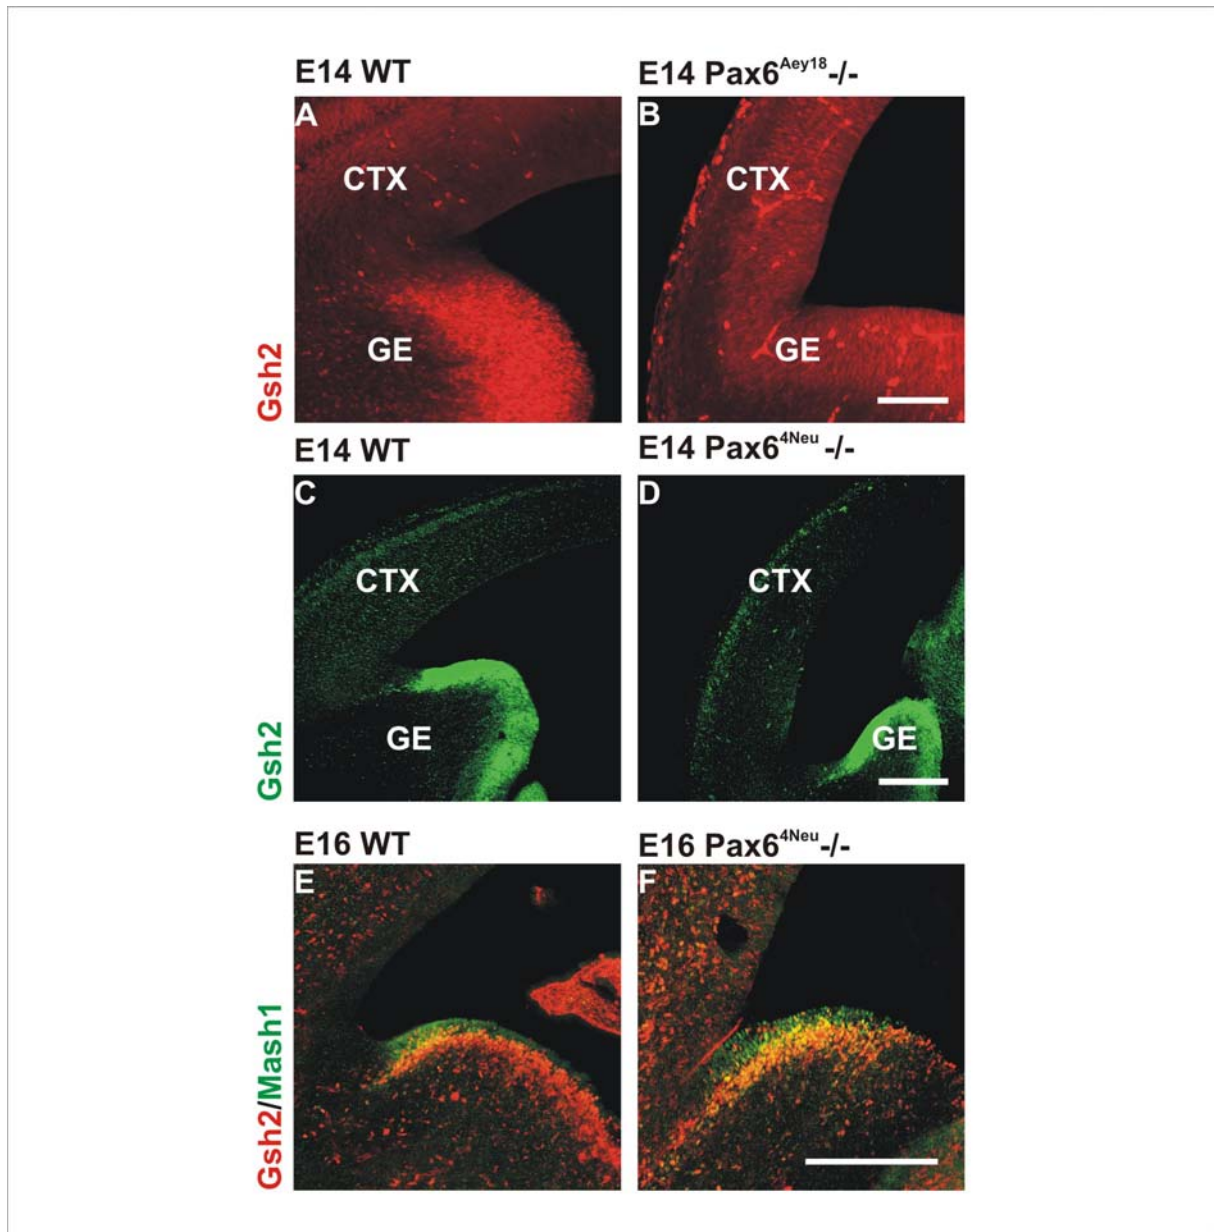 E14 WT
E14 Pax6Aey18-/-
A
B
CTX
CTX
GE
GE
Gsh2
E14 WT
E14 Pax64Neu -/-
C
D
CTX
CTX
GE
GE
Gsh2
E16 WT
E16 Pax64Neu-/-
E
F
Gsh2/Mash1